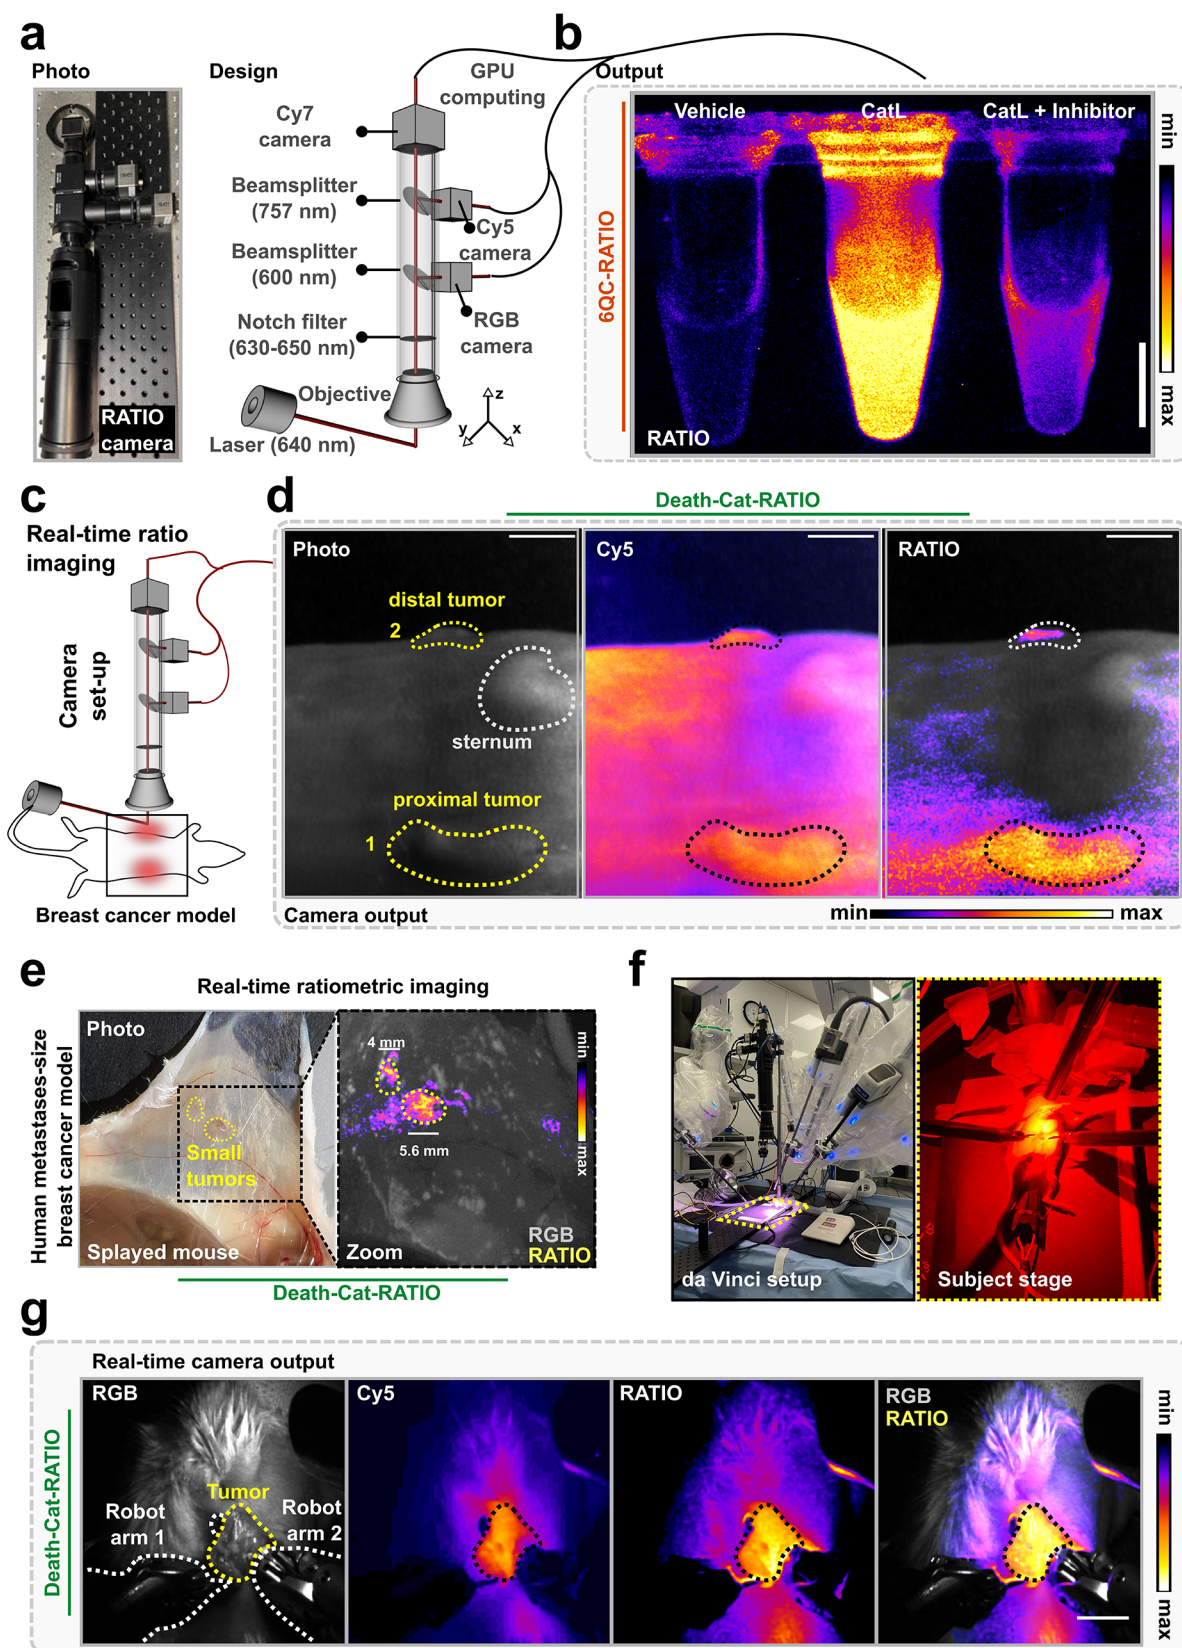 a
Photo
RATIO
camera
Design
GPU
computing
Cy7
camera
Beamsplitter
(757 nm)
Cy5
camera
Beamsplitter
(600 nm)
RGB
camera
Notch filter
(630-650 nm)
Objective
Laser (640 nm)
z
y
x
b
Output
6QC-RATIO
Vehicle
CatL
CatL + Inhibitor
RATIO
min
max
c
Real-time ratio
imaging
Camera
set-up
Breast cancer model
d
Death-Cat-RATIO
Photo
distal tumor
2
sternum
proximal tumor
1
Cy5
RATIO
Camera output
min
max
e
Real-time ratiometric imaging
Human metastases-size
breast cancer model
Photo
Small
tumors
Splayed mouse
4 mm
5.6 mm
RGB
RATIO
Zoom
min
max
Death-Cat-RATIO
f
da Vinci setup
Subject stage
g
Real-time camera output
Death-Cat-RATIO
RGB
Tumor
Robot
arm 1
Robot
arm 2
Cy5
RATIO
RGB
RATIO
min
max